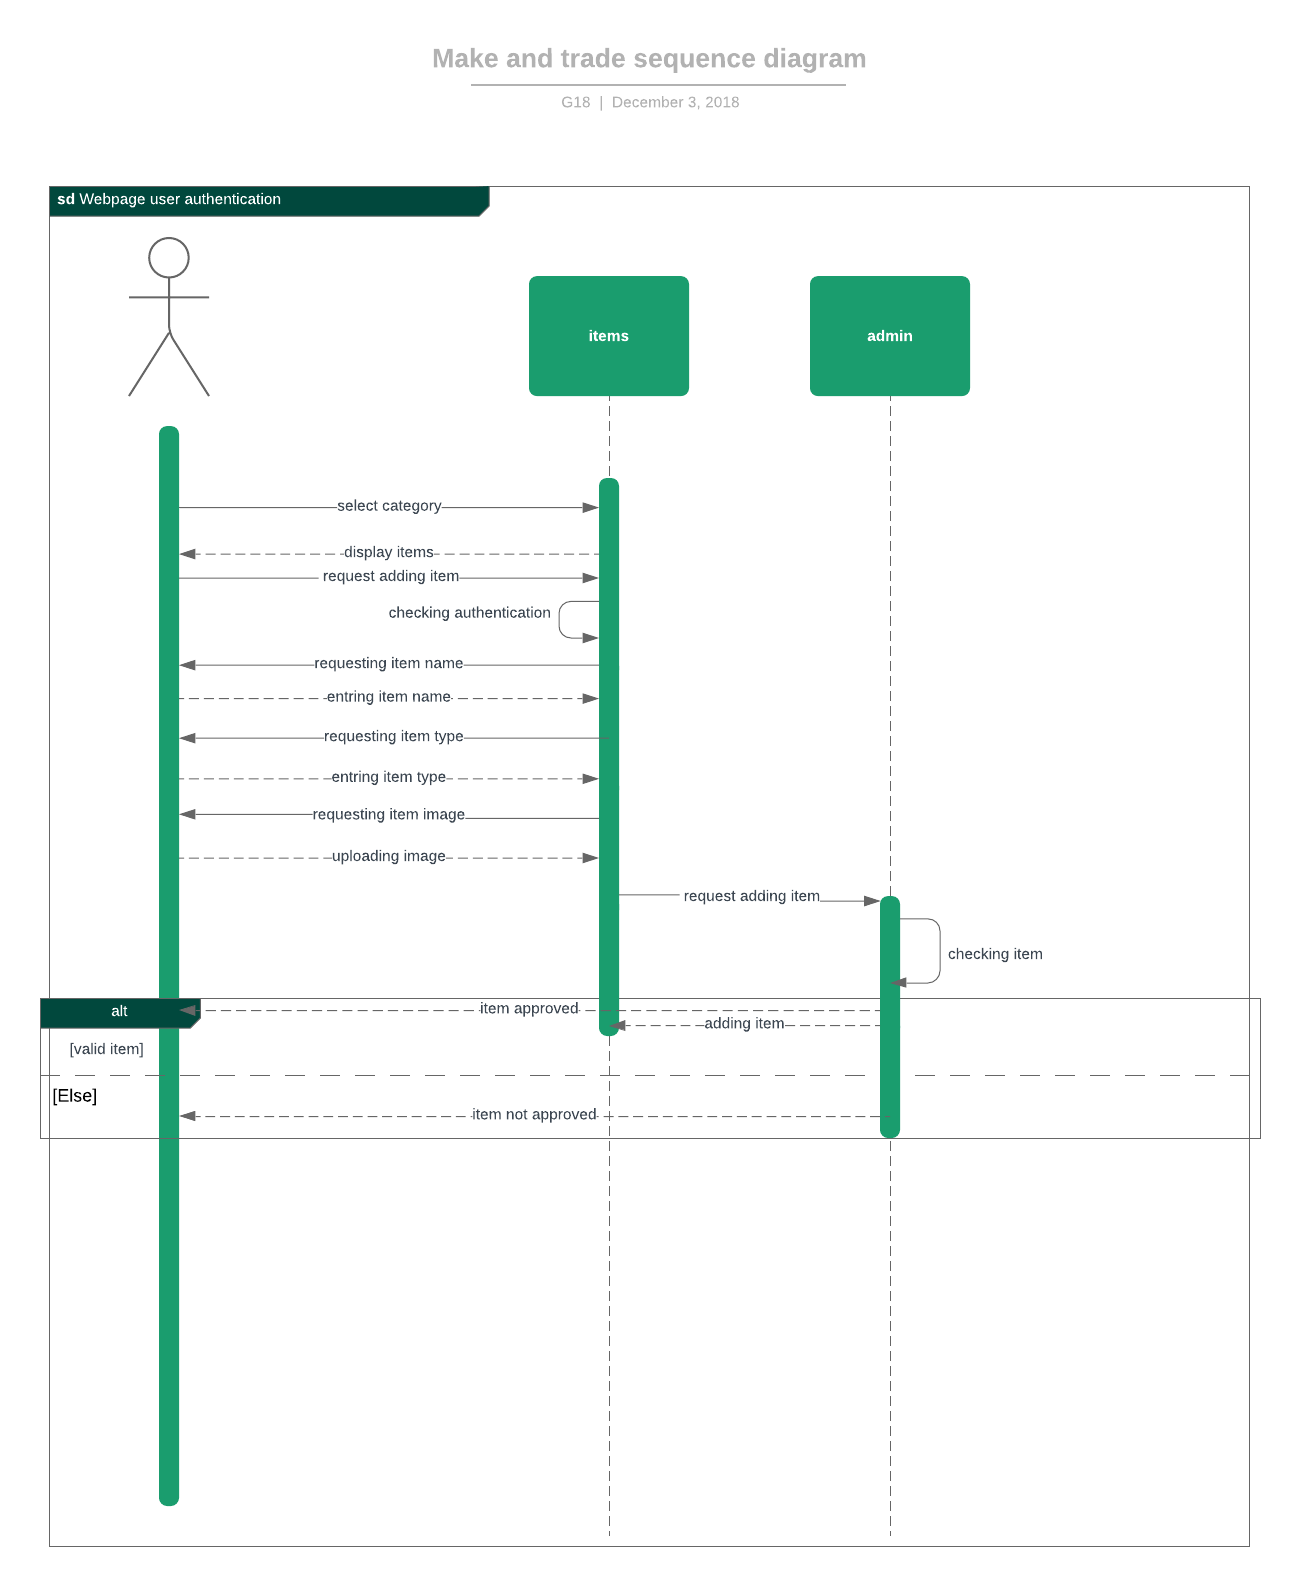 Make and trade sequence diagram
G18 | December 3, 2018
sd Webpage user authentication
items
admin
select category
display items
request adding item
checking authentication
requesting item name
entring item name
requesting item type
entring item type
requesting item image
uploading image
request adding item
checking item
alt
item approved
adding item
[valid item]
[Else]
item not approved